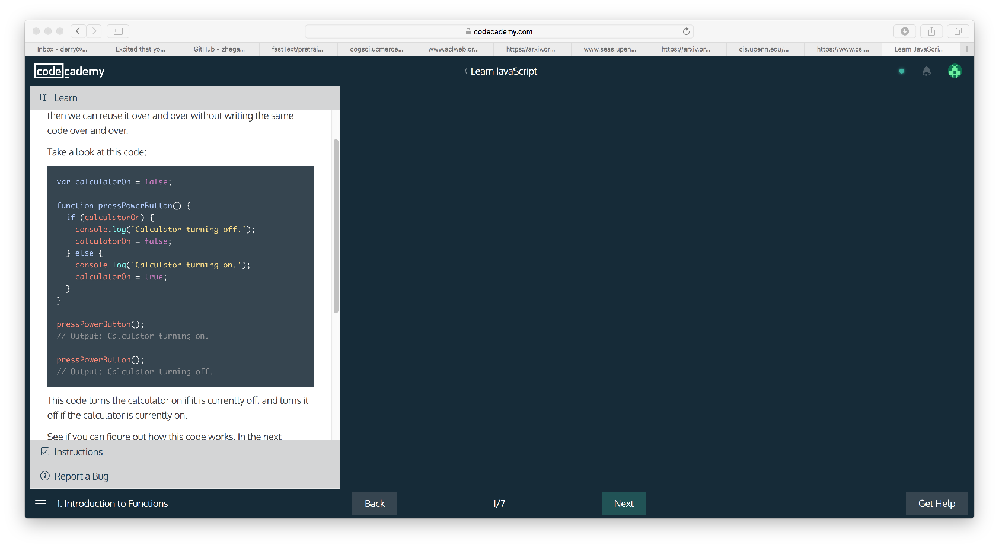 codecademy.com
Inbox - derry@...
Excited that yo...
GitHub - zhega...
fastText/pretrai...
cogsci.ucmerce...
www.aclweb.or...
https://arxiv.or...
www.seas.upen...
https://arxiv.or...
cis.upenn.edu/...
https://www.cs....
Learn JavaScri...
codecademy
Learn JavaScript
Learn
then we can reuse it over and over without writing the same
code over and over.
Take a look at this code:
var calculatorOn = false;
function pressPowerButton() {
  if (calculatorOn) {
    console.log('Calculator turning off.');
    calculatorOn = false;
  } else {
    console.log('Calculator turning on.');
    calculatorOn = true;
  }
}
pressPowerButton();
// Output: Calculator turning on.
pressPowerButton();
// Output: Calculator turning off.
This code turns the calculator on if it is currently off, and turns it
off if the calculator is currently on.
See if you can figure out how this code works. In the next
Instructions
Report a Bug
1. Introduction to Functions
Back
1/7
Next
Get Help